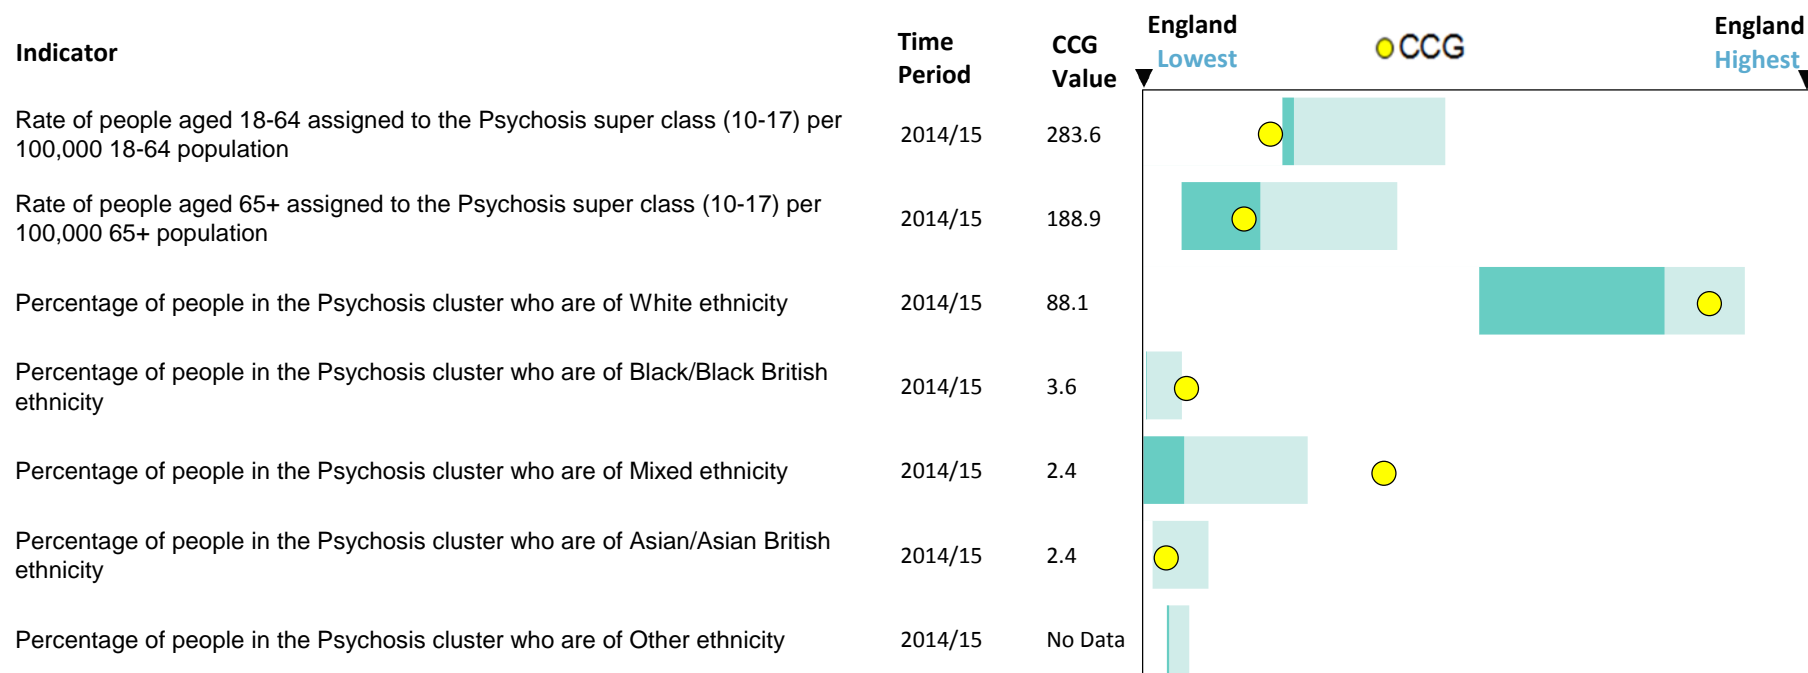 Indicator
Time
Period
CCG
Value
England
Lowest
CCG
England
Highest
Rate of people aged 18-64 assigned to the Psychosis super class (10-17) per
100,000 18-64 population
2014/15
283.6
Rate of people aged 65+ assigned to the Psychosis super class (10-17) per
100,000 65+ population
2014/15
188.9
Percentage of people in the Psychosis cluster who are of White ethnicity
2014/15
88.1
Percentage of people in the Psychosis cluster who are of Black/Black British
ethnicity
2014/15
3.6
Percentage of people in the Psychosis cluster who are of Mixed ethnicity
2014/15
2.4
Percentage of people in the Psychosis cluster who are of Asian/Asian British
ethnicity
2014/15
2.4
Percentage of people in the Psychosis cluster who are of Other ethnicity
2014/15
No Data